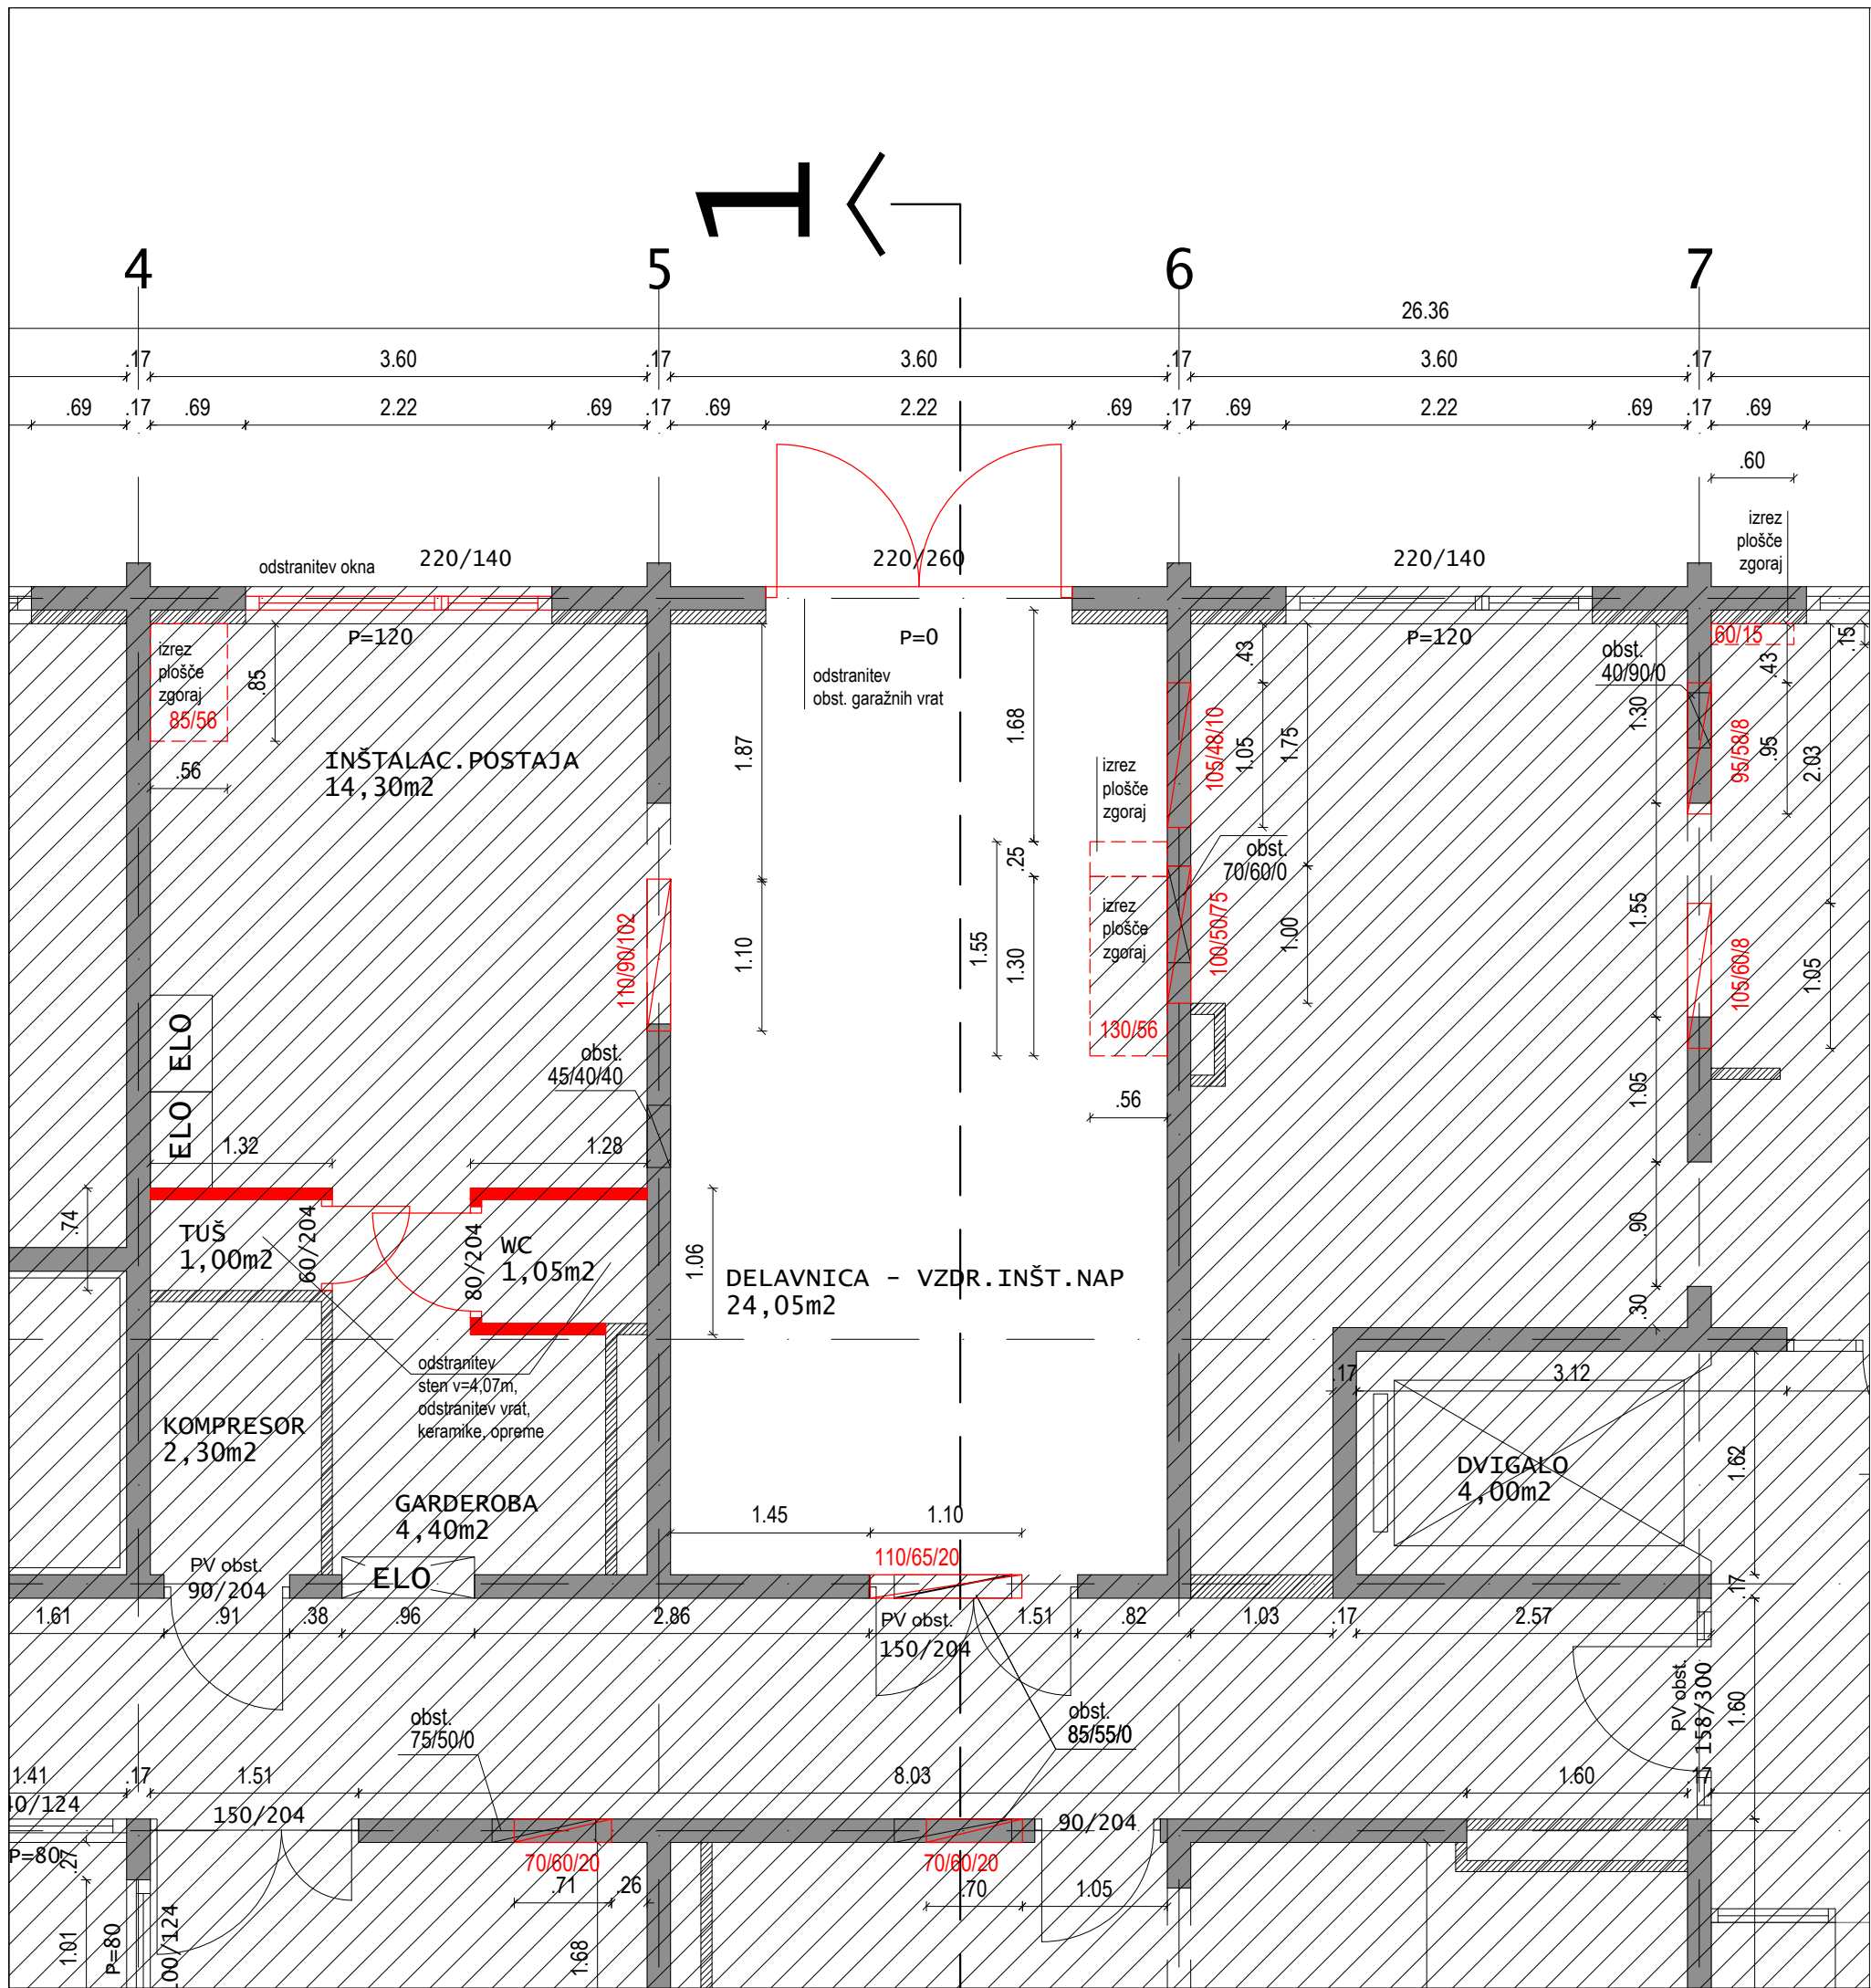 1
4
5
6
7
26.36
.17
3.60
.17
3.60
.17
3.60
.17
.69
.17
.69
2.22
.69
.17
.69
2.22
.69
.17
.69
2.22
.69
.17
.69
.60
izrez
plošče
zgoraj
odstranitev okna
220/140
220/260
220/140
P=120
P=0
P=120
izrez
plošče
zgoraj
85/56
.85
.56
odstranitev
obst. garažnih vrat
.43
obst.
40/90/0
60/15
.15
.43
INŠTALAC.POSTAJA
14,30m2
1.87
1.68
105/48/10
1.05
1.75
1.30
95/58/8
.95
2.03
izrez
plošče
zgoraj
.25
obst.
70/60/0
110/90/102
1.10
1.55
1.30
izrez
plošče
zgoraj
130/56
100/50/75
1.00
1.55
105/60/8
1.05
ELO
ELO
obst.
45/40/40
.56
1.05
1.32
1.28
.74
TUŠ
1,00m2
60/204
80/204
WC
1,05m2
1.06
DELAVNICA - VZDR.INŠT.NAP
24,05m2
.90
.30
odstranitev
sten v=4,07m,
odstranitev vrat,
keramike, opreme
.17
3.12
KOMPRESOR
2,30m2
DVIGALO
4,00m2
1.62
GARDEROBA
4,40m2
1.45
1.10
PV obst.
90/204
ELO
110/65/20
.17
1.61
.91
.38
.96
2.86
PV obst.
150/204
1.51
.82
1.03
.17
2.57
PV obst.
158/300
1.60
obst.
75/50/0
obst.
85/55/0
1.41
.17
1.51
8.03
1.60
.17
40/124
150/204
90/204
P=80
.27
70/60/20
70/60/20
.71
.26
.70
1.05
1.01
P=80
100/124
1.68